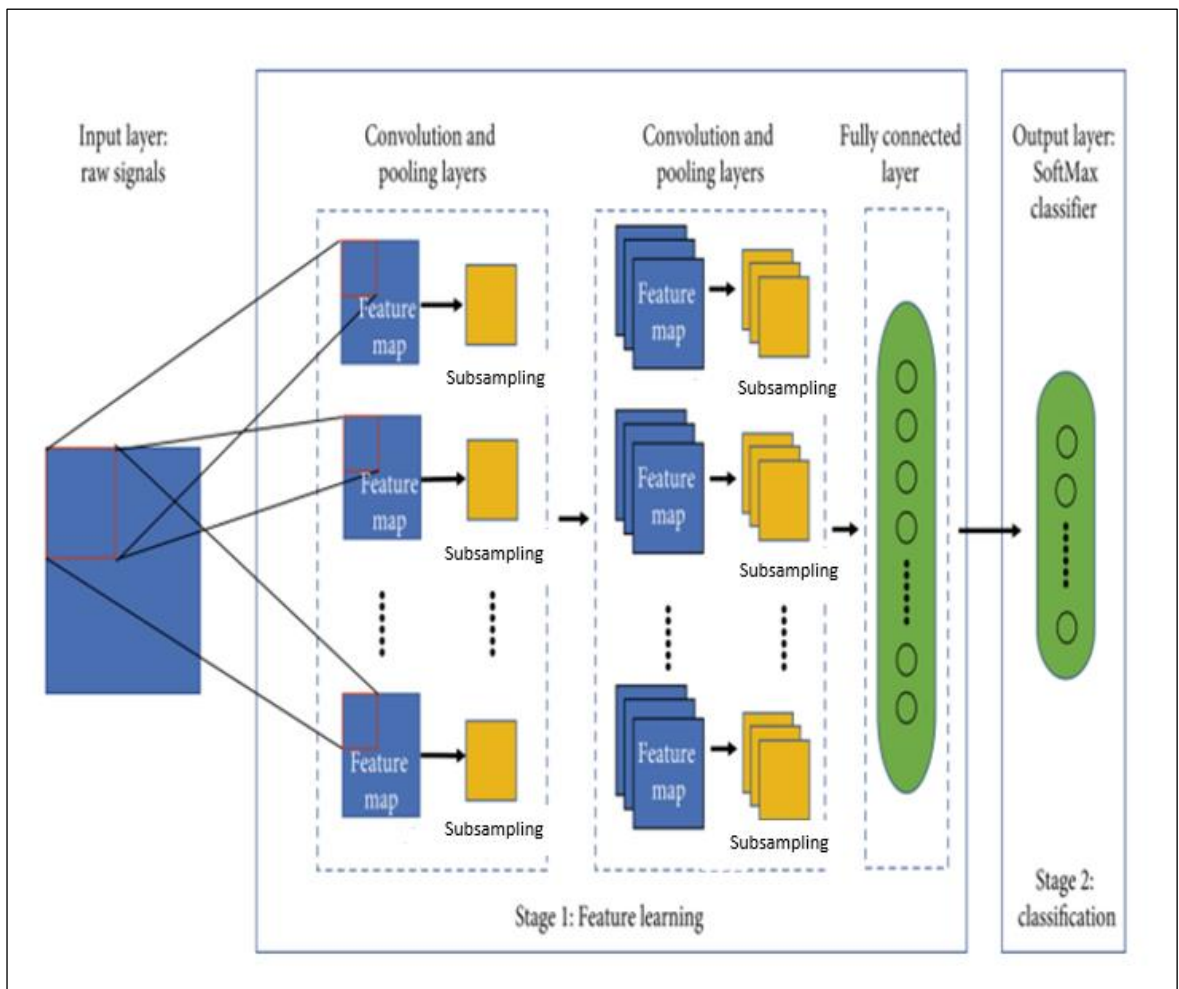 Input layer:
raw signals
Convolution and
pooling layers
Convolution and
pooling layers
Fully connected
layer
Output layer:
SoftMax
classifier
Feature
map
Subsampling
Feature
map
Subsampling
Feature
map
Subsampling
Feature
map
Subsampling
Feature
map
Subsampling
Feature
map
Subsampling
Stage 1: Feature learning
Stage 2:
classification